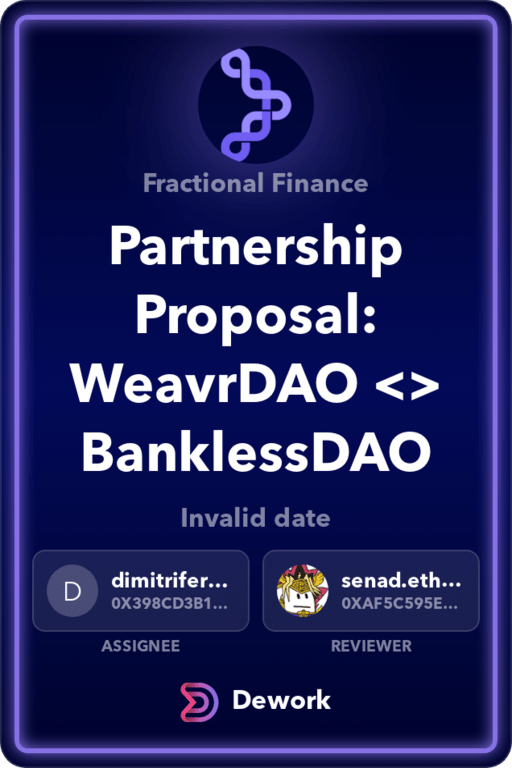 Fractional Finance
Partnership
Proposal:
WeavrDAO <>
BanklessDAO
Invalid date
D
dimitrifer...
0X398CD3B1...
senad.eth...
0XAF5C595E...
ASSIGNEE
REVIEWER
Dework